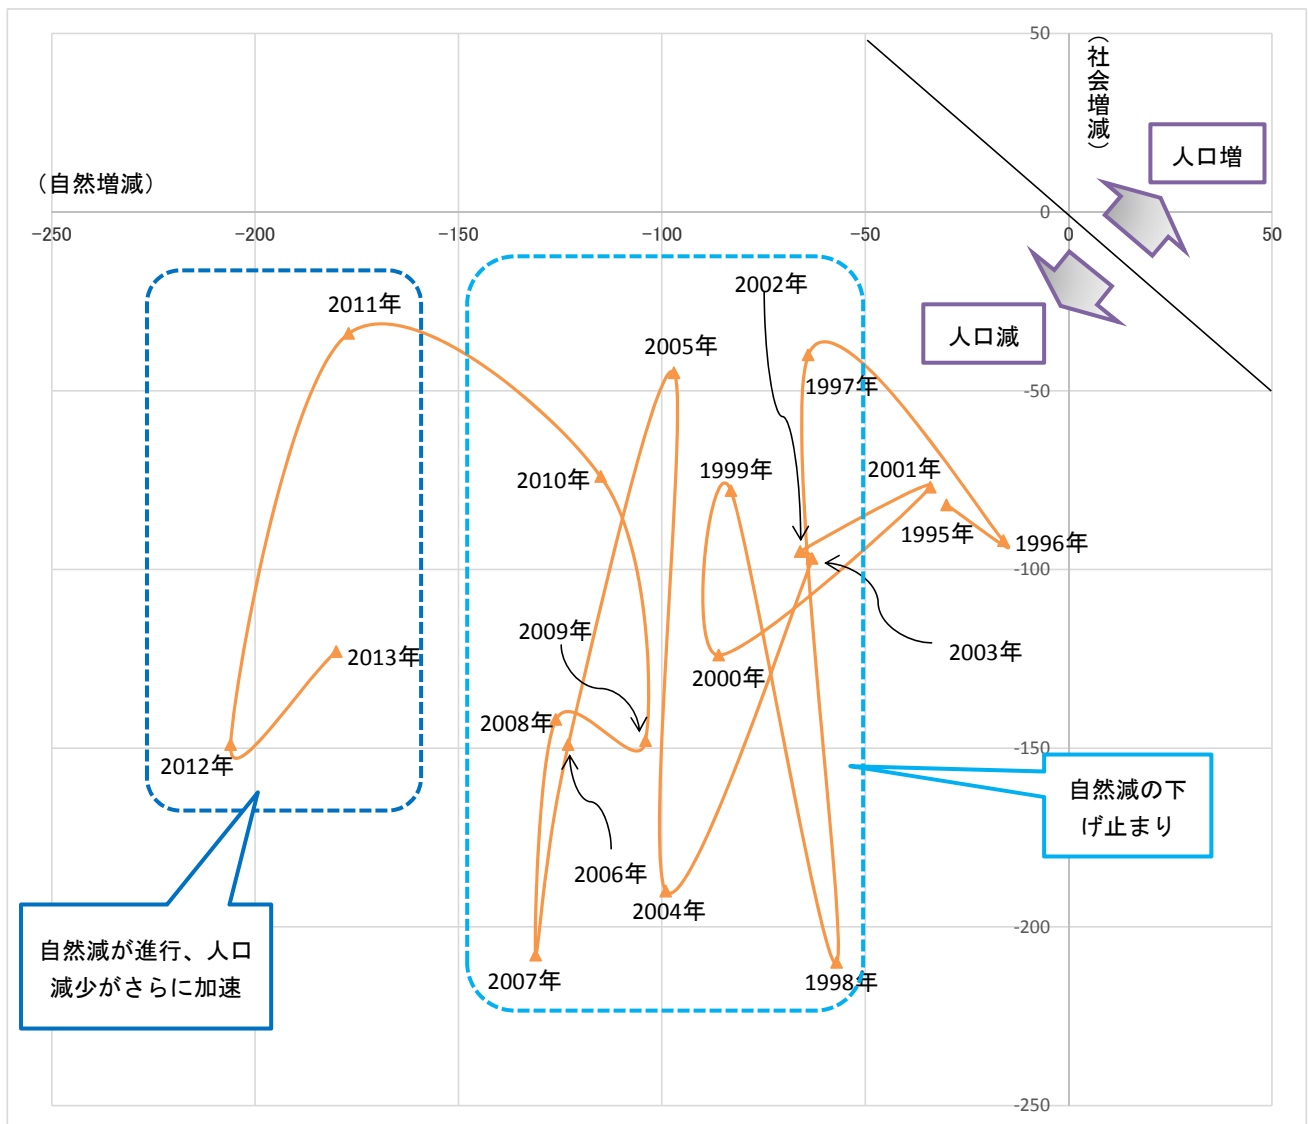 50
（社会増減）
人口増
（自然増減）
0
-250
-200
-150
-100
-50
0
50
2002年
2011年
人口減
2005年
1997年
-50
1999年
2001年
2010年
1995年
1996年
-100
2009年
2003年
2013年
2000年
2008年
-150
2012年
自然減の下
げ止まり
2006年
2004年
-200
自然減が進行、人口
減少がさらに加速
2007年
1998年
-250